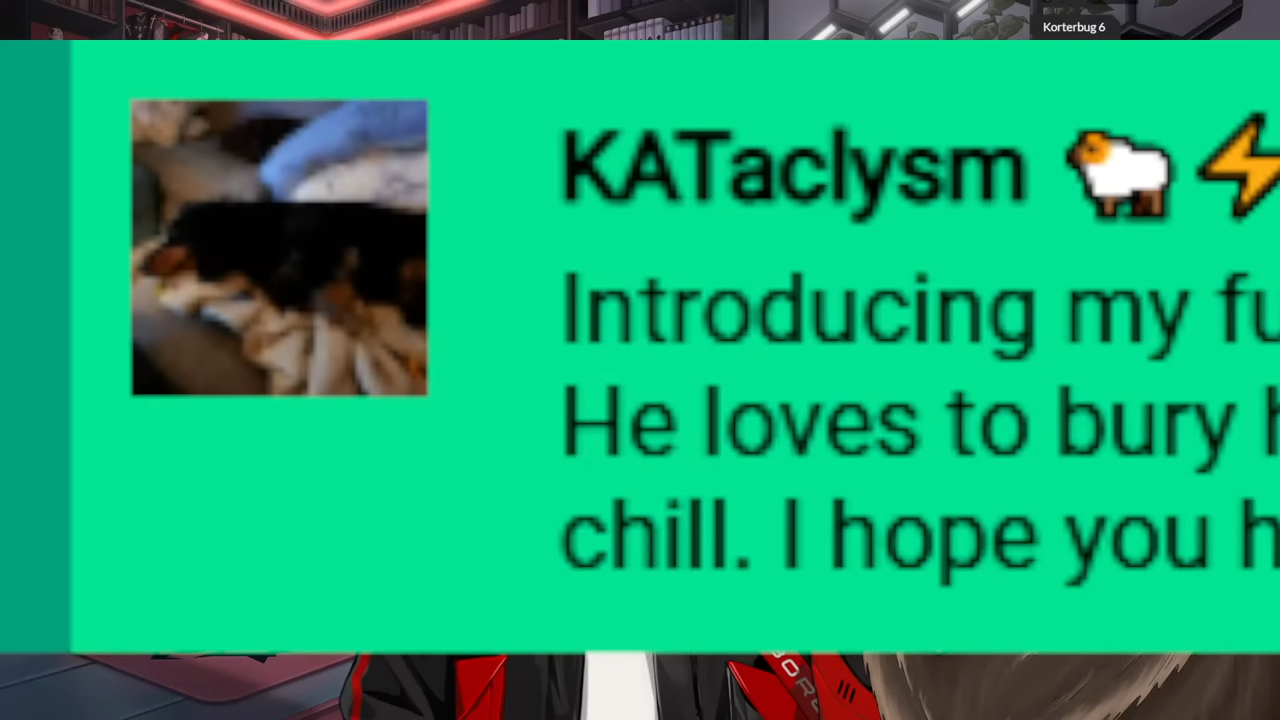 Korterbug 6
KATaclysm
Introducing my fu
He loves to bury h
chill. I hope you h